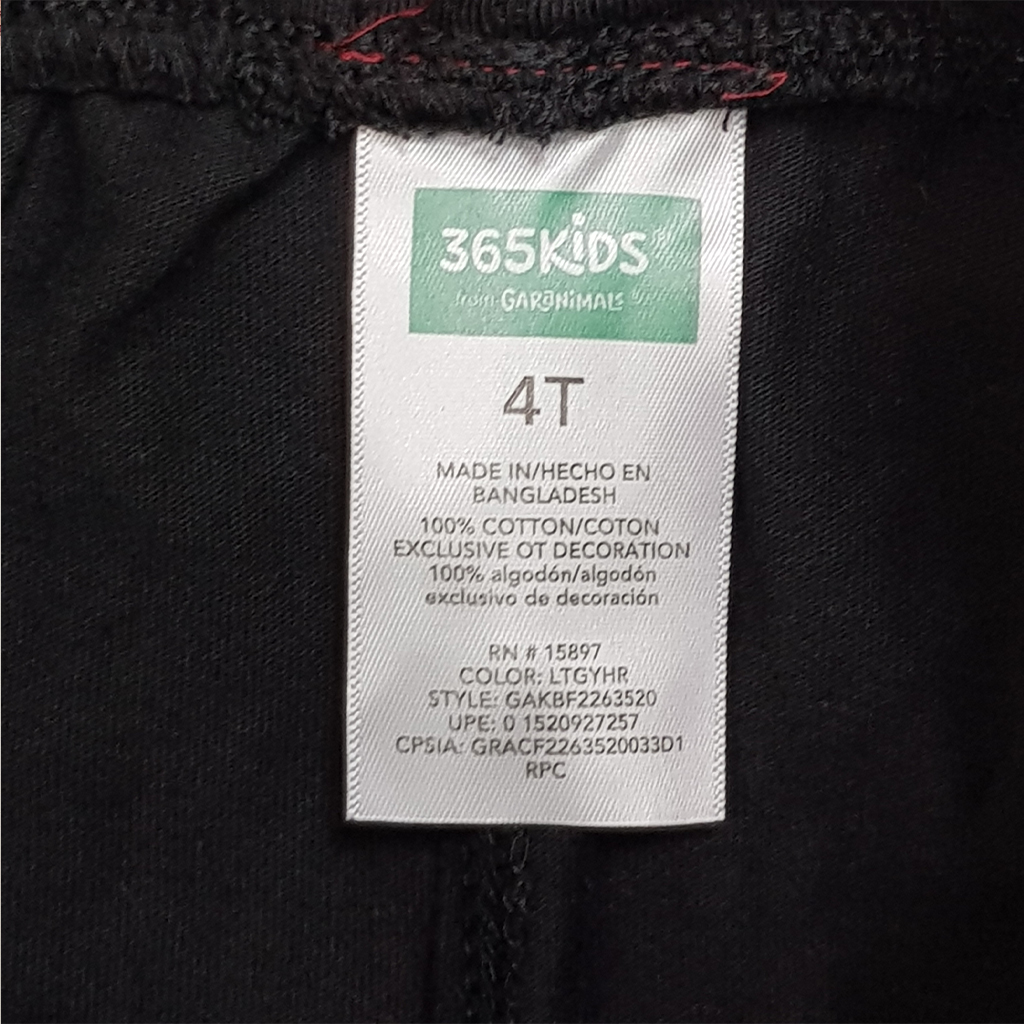 365KiDS
from GARaNiMALS
4T
MADE IN/HECHO EN
BANGLADESH
100% COTTON/COTON
EXCLUSIVE OT DECORATION
100% algodón/algodón
exclusivo de decoración
RN # 15897
COLOR: LTGYHR
STYLE: GAKBF2263520
UPE: 0 1520927257
CPSIA: GRACF2263520033D1
RPC